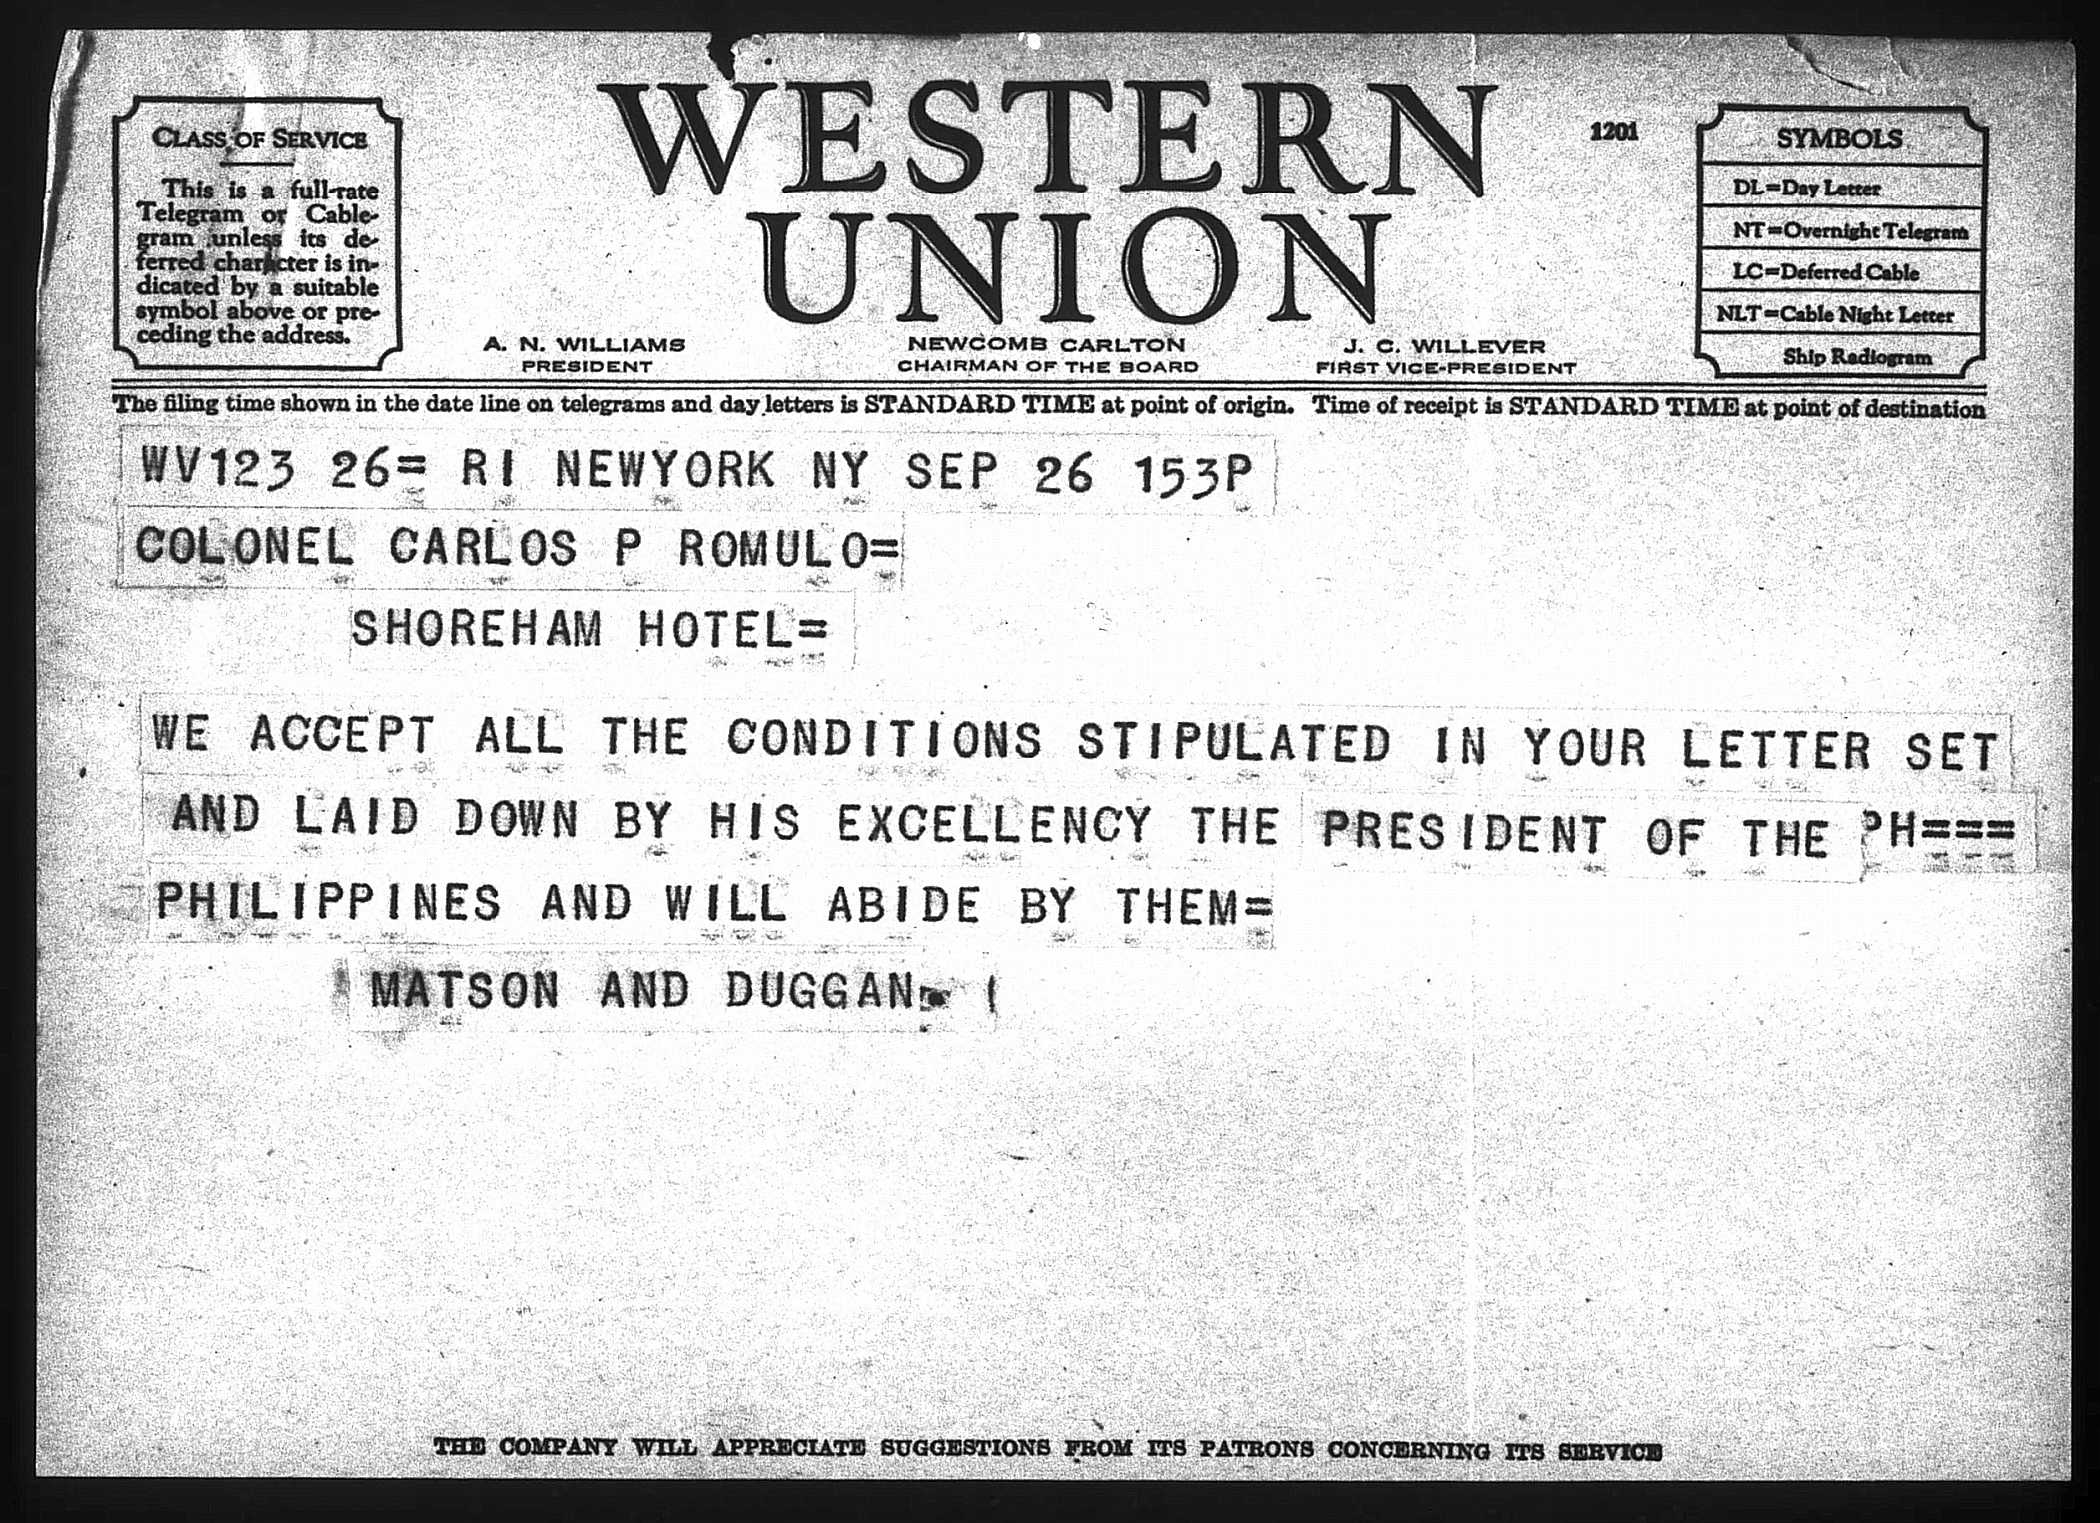 CLASS OF SERVICE
This is a full-rate
Telegram or Cable-
gram unless its de-
ferred character is in-
dicated by a suitable
symbol above or pre-
ceding the address.
WESTERN
UNION
1201
A. N. WILLIAMS
PRESIDENT
NEWCOMB CARLTON
CHAIRMAN OF THE BOARD
J. C. WILLEVER
FIRST VICE-PRESIDENT
SYMBOLS
DL=Day Letter
NT=Overnight Telegram
LC=Deferred Cable
NLT=Cable Night Letter
Ship Radiogram
The filing time shown in the date line on telegrams and day letters is STANDARD TIME at point of origin. Time of receipt is STANDARD TIME at point of destination
WV123 26= RI NEWYORK NY SEP 26 153P
COLONEL CARLOS P ROMULO=
SHOREHAM HOTEL=
WE ACCEPT ALL THE CONDITIONS STIPULATED IN YOUR LETTER SET
AND LAID DOWN BY HIS EXCELLENCY THE PRESIDENT OF THE PH===
PHILIPPINES AND WILL ABIDE BY THEM=
MATSON AND DUGGAN
THE COMPANY WILL APPRECIATE SUGGESTIONS FROM ITS PATRONS CONCERNING ITS SERVICE